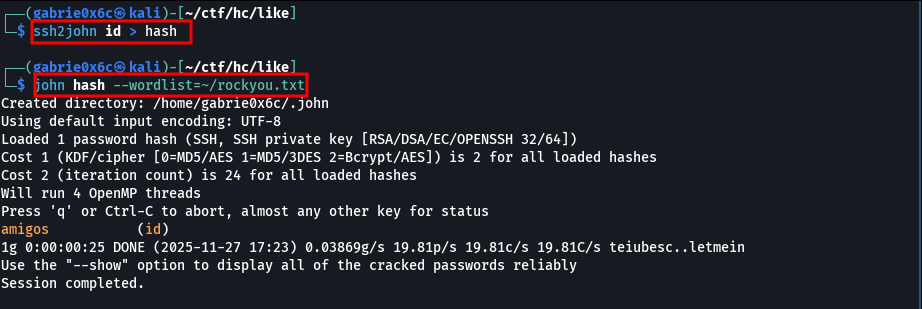 ┌──(gabrie0x6c㉿kali)-[~/ctf/hc/like]
└─$ ssh2john id > hash
┌──(gabrie0x6c㉿kali)-[~/ctf/hc/like]
└─$ john hash --wordlist=~/rockyou.txt
Created directory: /home/gabrie0x6c/.john
Using default input encoding: UTF-8
Loaded 1 password hash (SSH, SSH private key [RSA/DSA/EC/OPENSSH 32/64])
Cost 1 (KDF/cipher [0=MD5/AES 1=MD5/3DES 2=Bcrypt/AES]) is 2 for all loaded hashes
Cost 2 (iteration count) is 24 for all loaded hashes
Will run 4 OpenMP threads
Press 'q' or Ctrl-C to abort, almost any other key for status
amigos           (id)
1g 0:00:00:25 DONE (2025-11-27 17:23) 0.03869g/s 19.81p/s 19.81c/s 19.81C/s teiubesc..letmein
Use the "--show" option to display all of the cracked passwords reliably
Session completed.